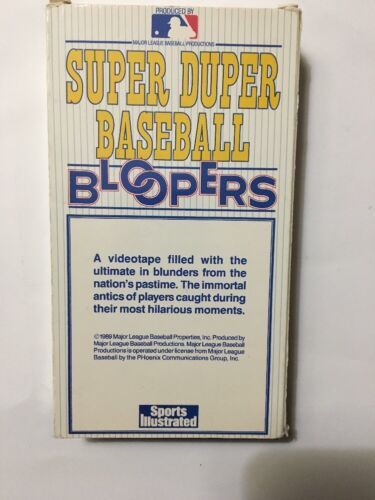 PRODUCED BY
MAJOR LEAGUE BASEBALL PRODUCTIONS
SUPER DUPER
BASEBALL
BLOOPERS
A videotape filled with the
ultimate in blunders from the
nation's pastime. The immortal
antics of players caught during
their most hilarious moments.
© 1989 Major League Baseball Properties, Inc. Produced by
Major League Baseball Productions. Major League Baseball
Productions is operated under license from Major League
Baseball by the PHoenix Communications Group, Inc.
Sports
Illustrated